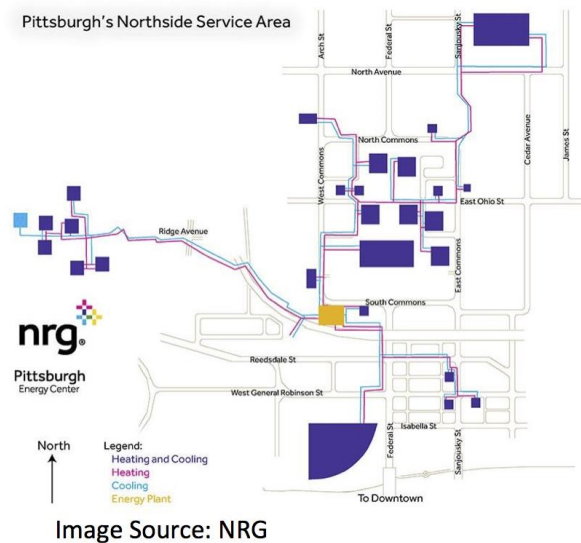 Pittsburgh's Northside Service Area
Arch St
Federal St
Sanjousky St
North Avenue
Cedar Avenue
James St
North Commons
West Commons
East Ohio St
Ridge Avenue
East Commons
South Commons
nrg®
Pittsburgh
Energy Center
Reedsdale St
West General Robinson St
Isabella St
Federal St
Sanjousky St
North
Legend:
Heating and Cooling
Heating
Cooling
Energy Plant
To Downtown
Image Source: NRG